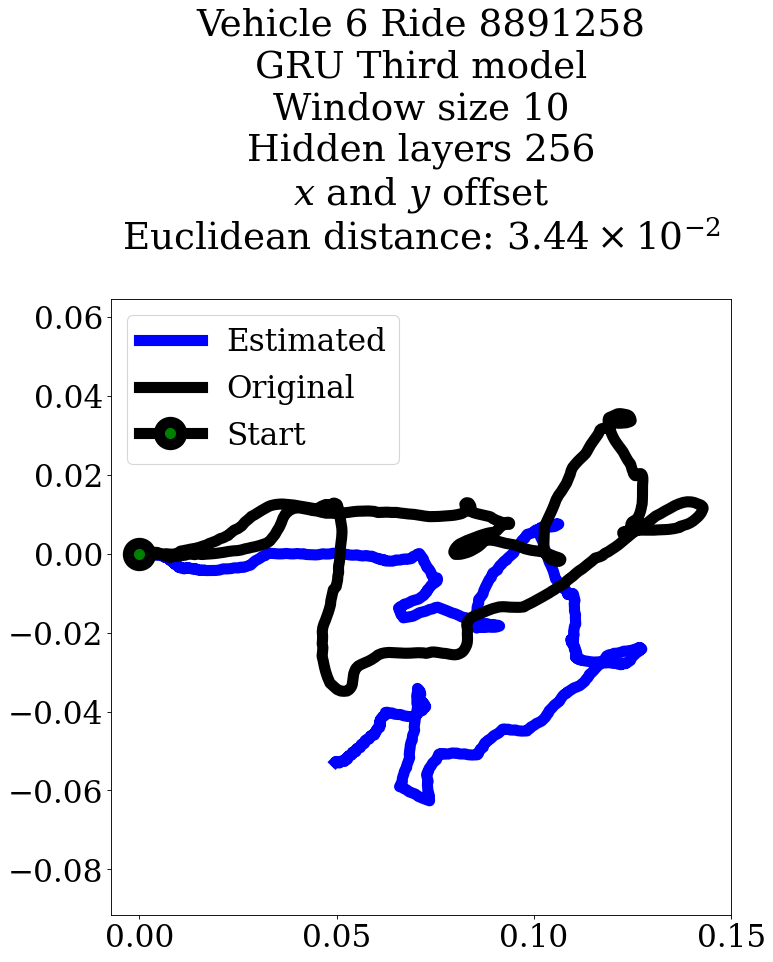 Vehicle 6 Ride 8891258
GRU Third model
Window size 10
Hidden layers 256
x and y offset
Euclidean distance: 3.44 × 10⁻²
Estimated
Original
Start
0.06
0.04
0.02
0.00
−0.02
−0.04
−0.06
−0.08
0.00 0.05 0.10 0.15